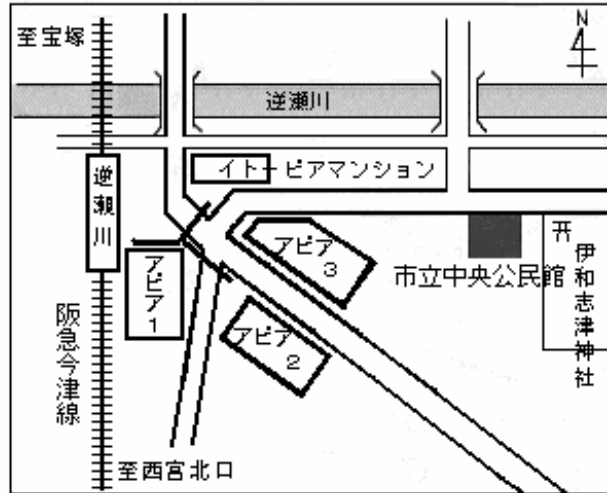 至宝塚
N
逆瀬川
イトーピアマンション
逆瀬川
アピア3
アピア1
市立中央公民館
伊和志津神社
アピア2
阪急今津線
至西宮北口